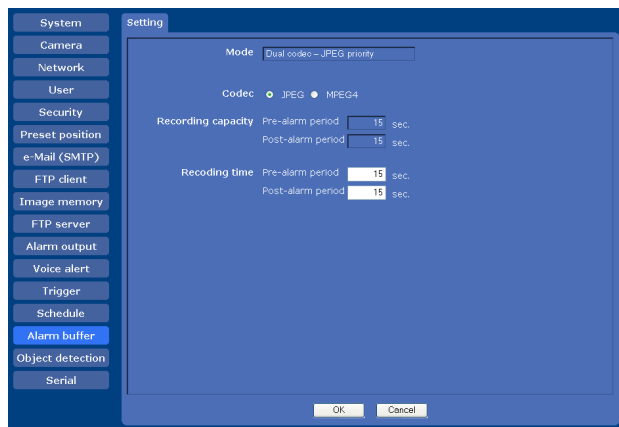 System
Camera
Network
User
Security
Preset position
e-Mail (SMTP)
FTP client
Image memory
FTP server
Alarm output
Voice alert
Trigger
Schedule
Alarm buffer
Object detection
Serial
Setting
Mode Dual codec – JPEG priority
Codec JPEG MPEG4
Recording capacity Pre-alarm period 15 sec.
Post-alarm period 15 sec.
Recoding time Pre-alarm period 15 sec.
Post-alarm period 15 sec.
OK Cancel